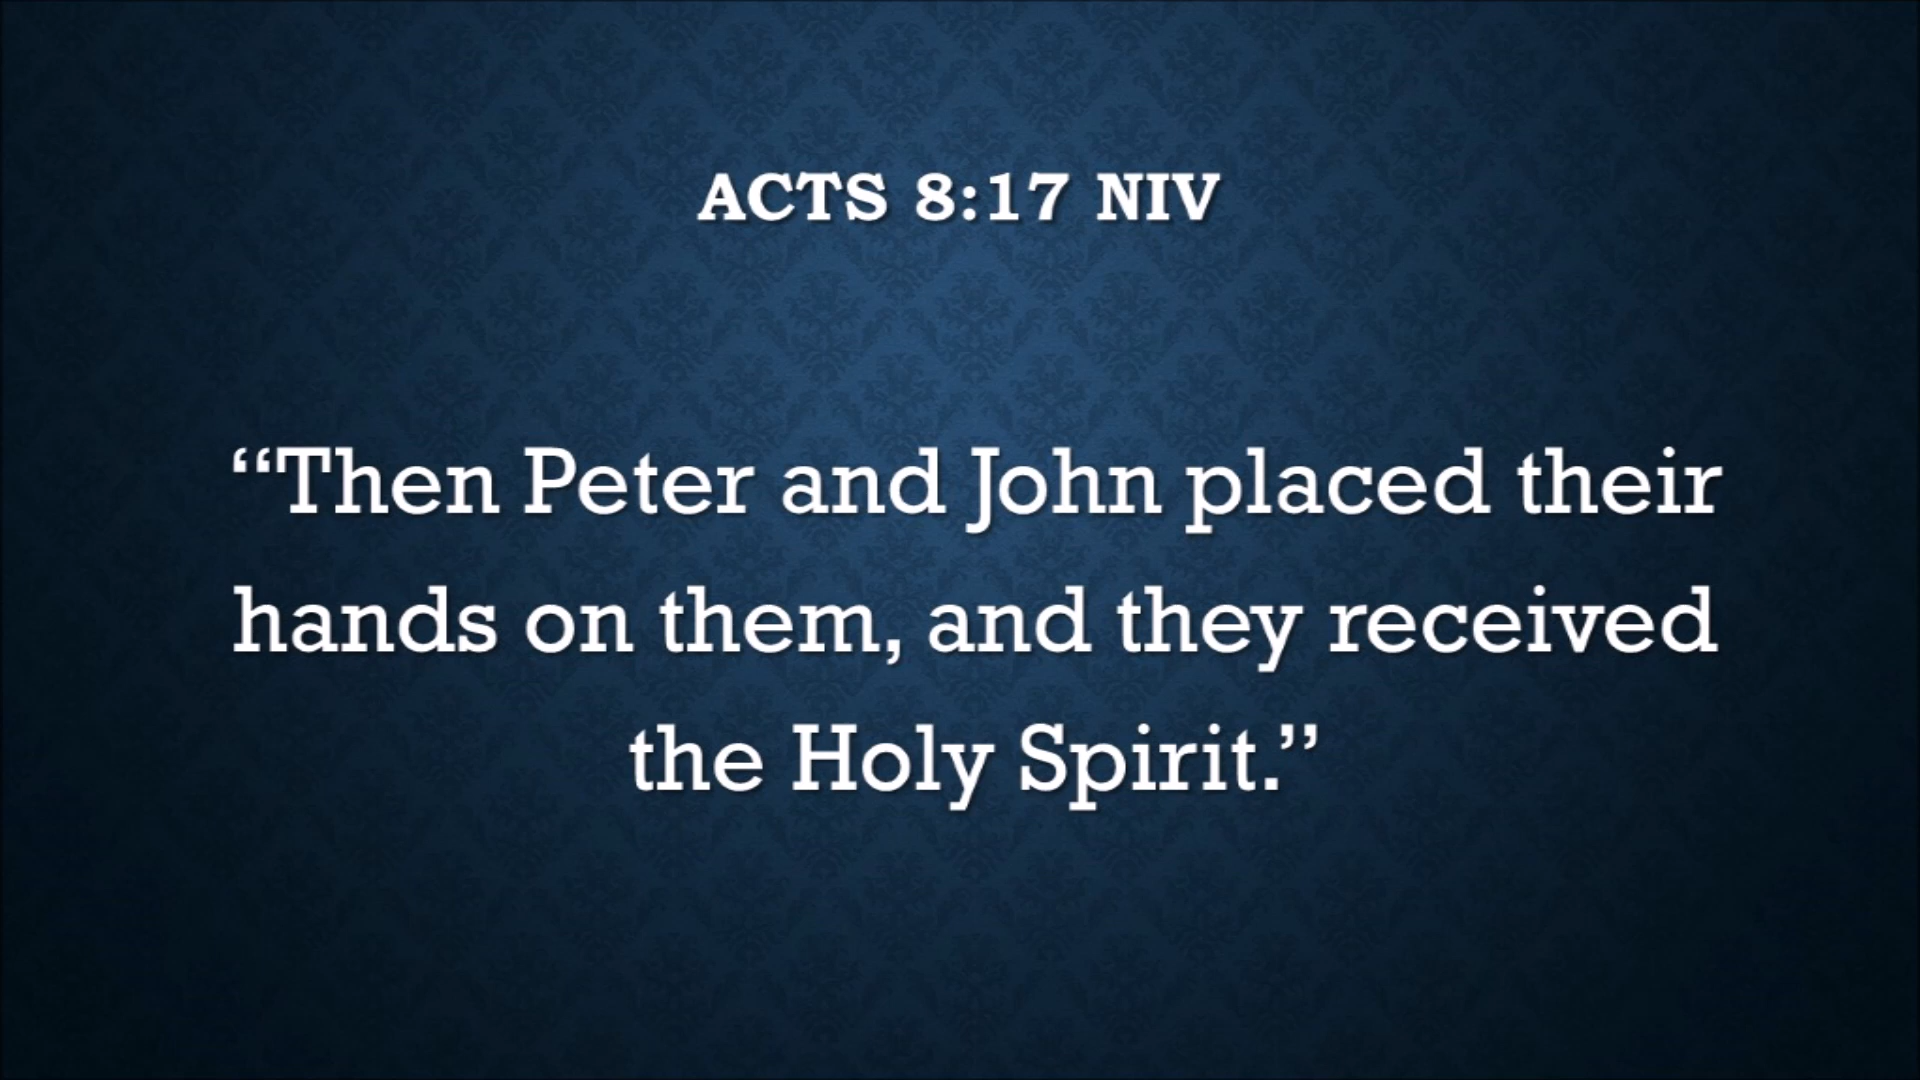 ACTS 8:17 NIV
“Then Peter and John placed their
hands on them, and they received
the Holy Spirit.”